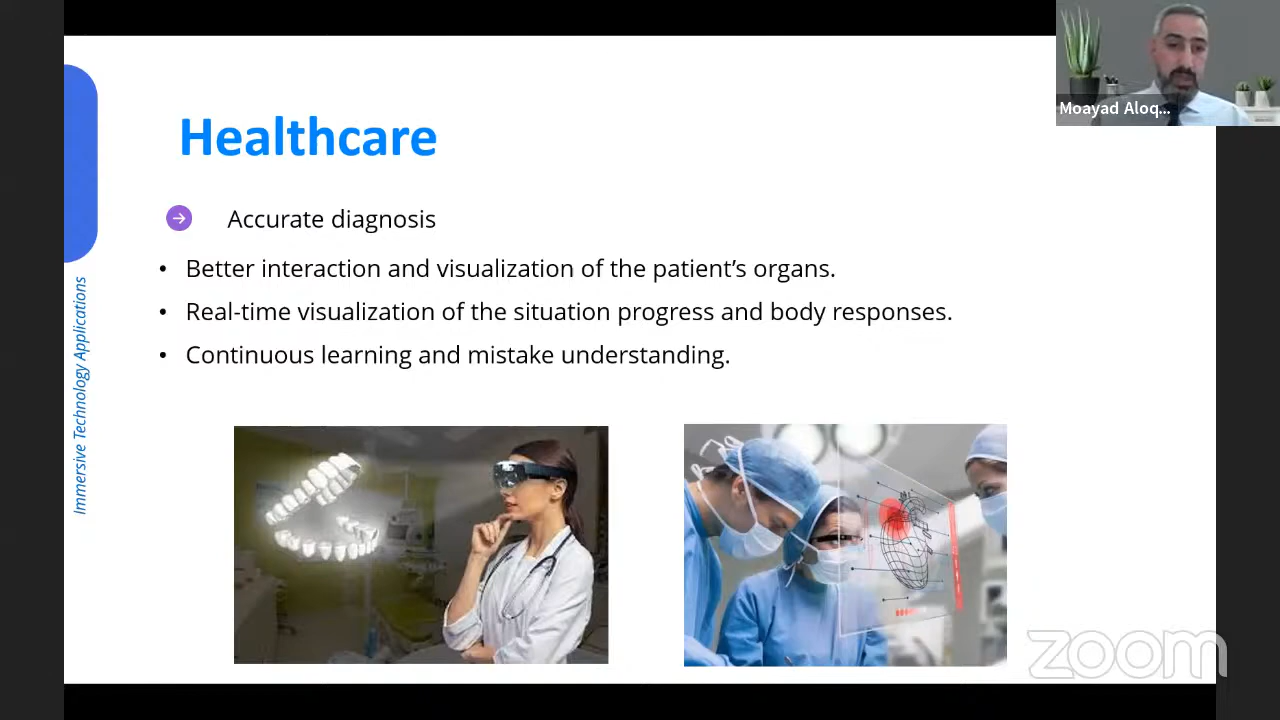 Moayad Aloq...
Healthcare
Accurate diagnosis
• Better interaction and visualization of the patient’s organs.
• Real-time visualization of the situation progress and body responses.
• Continuous learning and mistake understanding.
Immersive Technology Applications
zoom